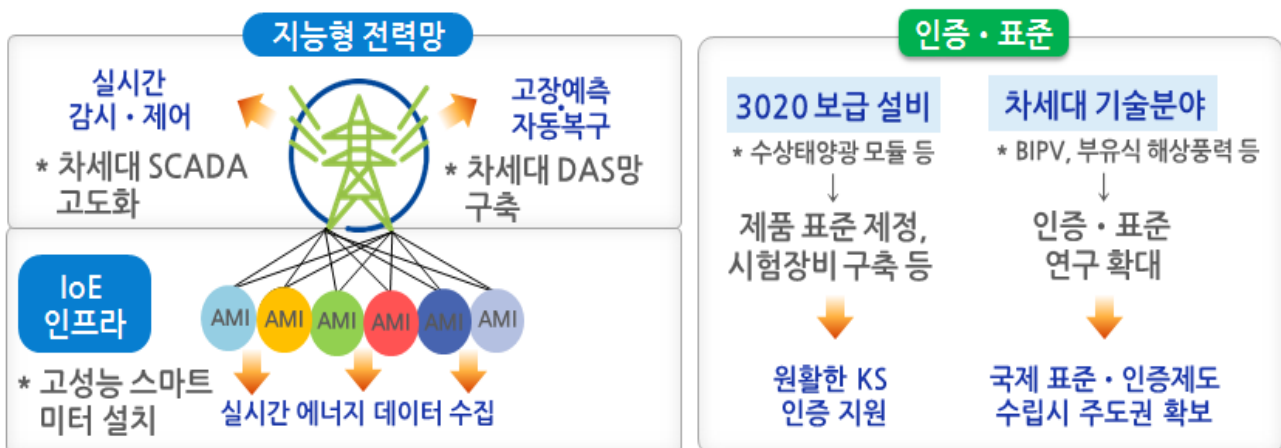 지능형 전력망
실시간
감시・제어
* 차세대 SCADA
고도화
고장예측
·
자동복구
* 차세대 DAS망
구축
IoE
인프라
* 고성능 스마트
미터 설치
AMI AMI AMI AMI AMI AMI
실시간 에너지 데이터 수집
인증・표준
3020 보급 설비
* 수상태양광 모듈 등
↓
제품 표준 제정,
시험장비 구축 등
원활한 KS
인증 지원
차세대 기술분야
* BIPV, 부유식 해상풍력 등
↓
인증・표준
연구 확대
국제 표준・인증제도
수립시 주도권 확보